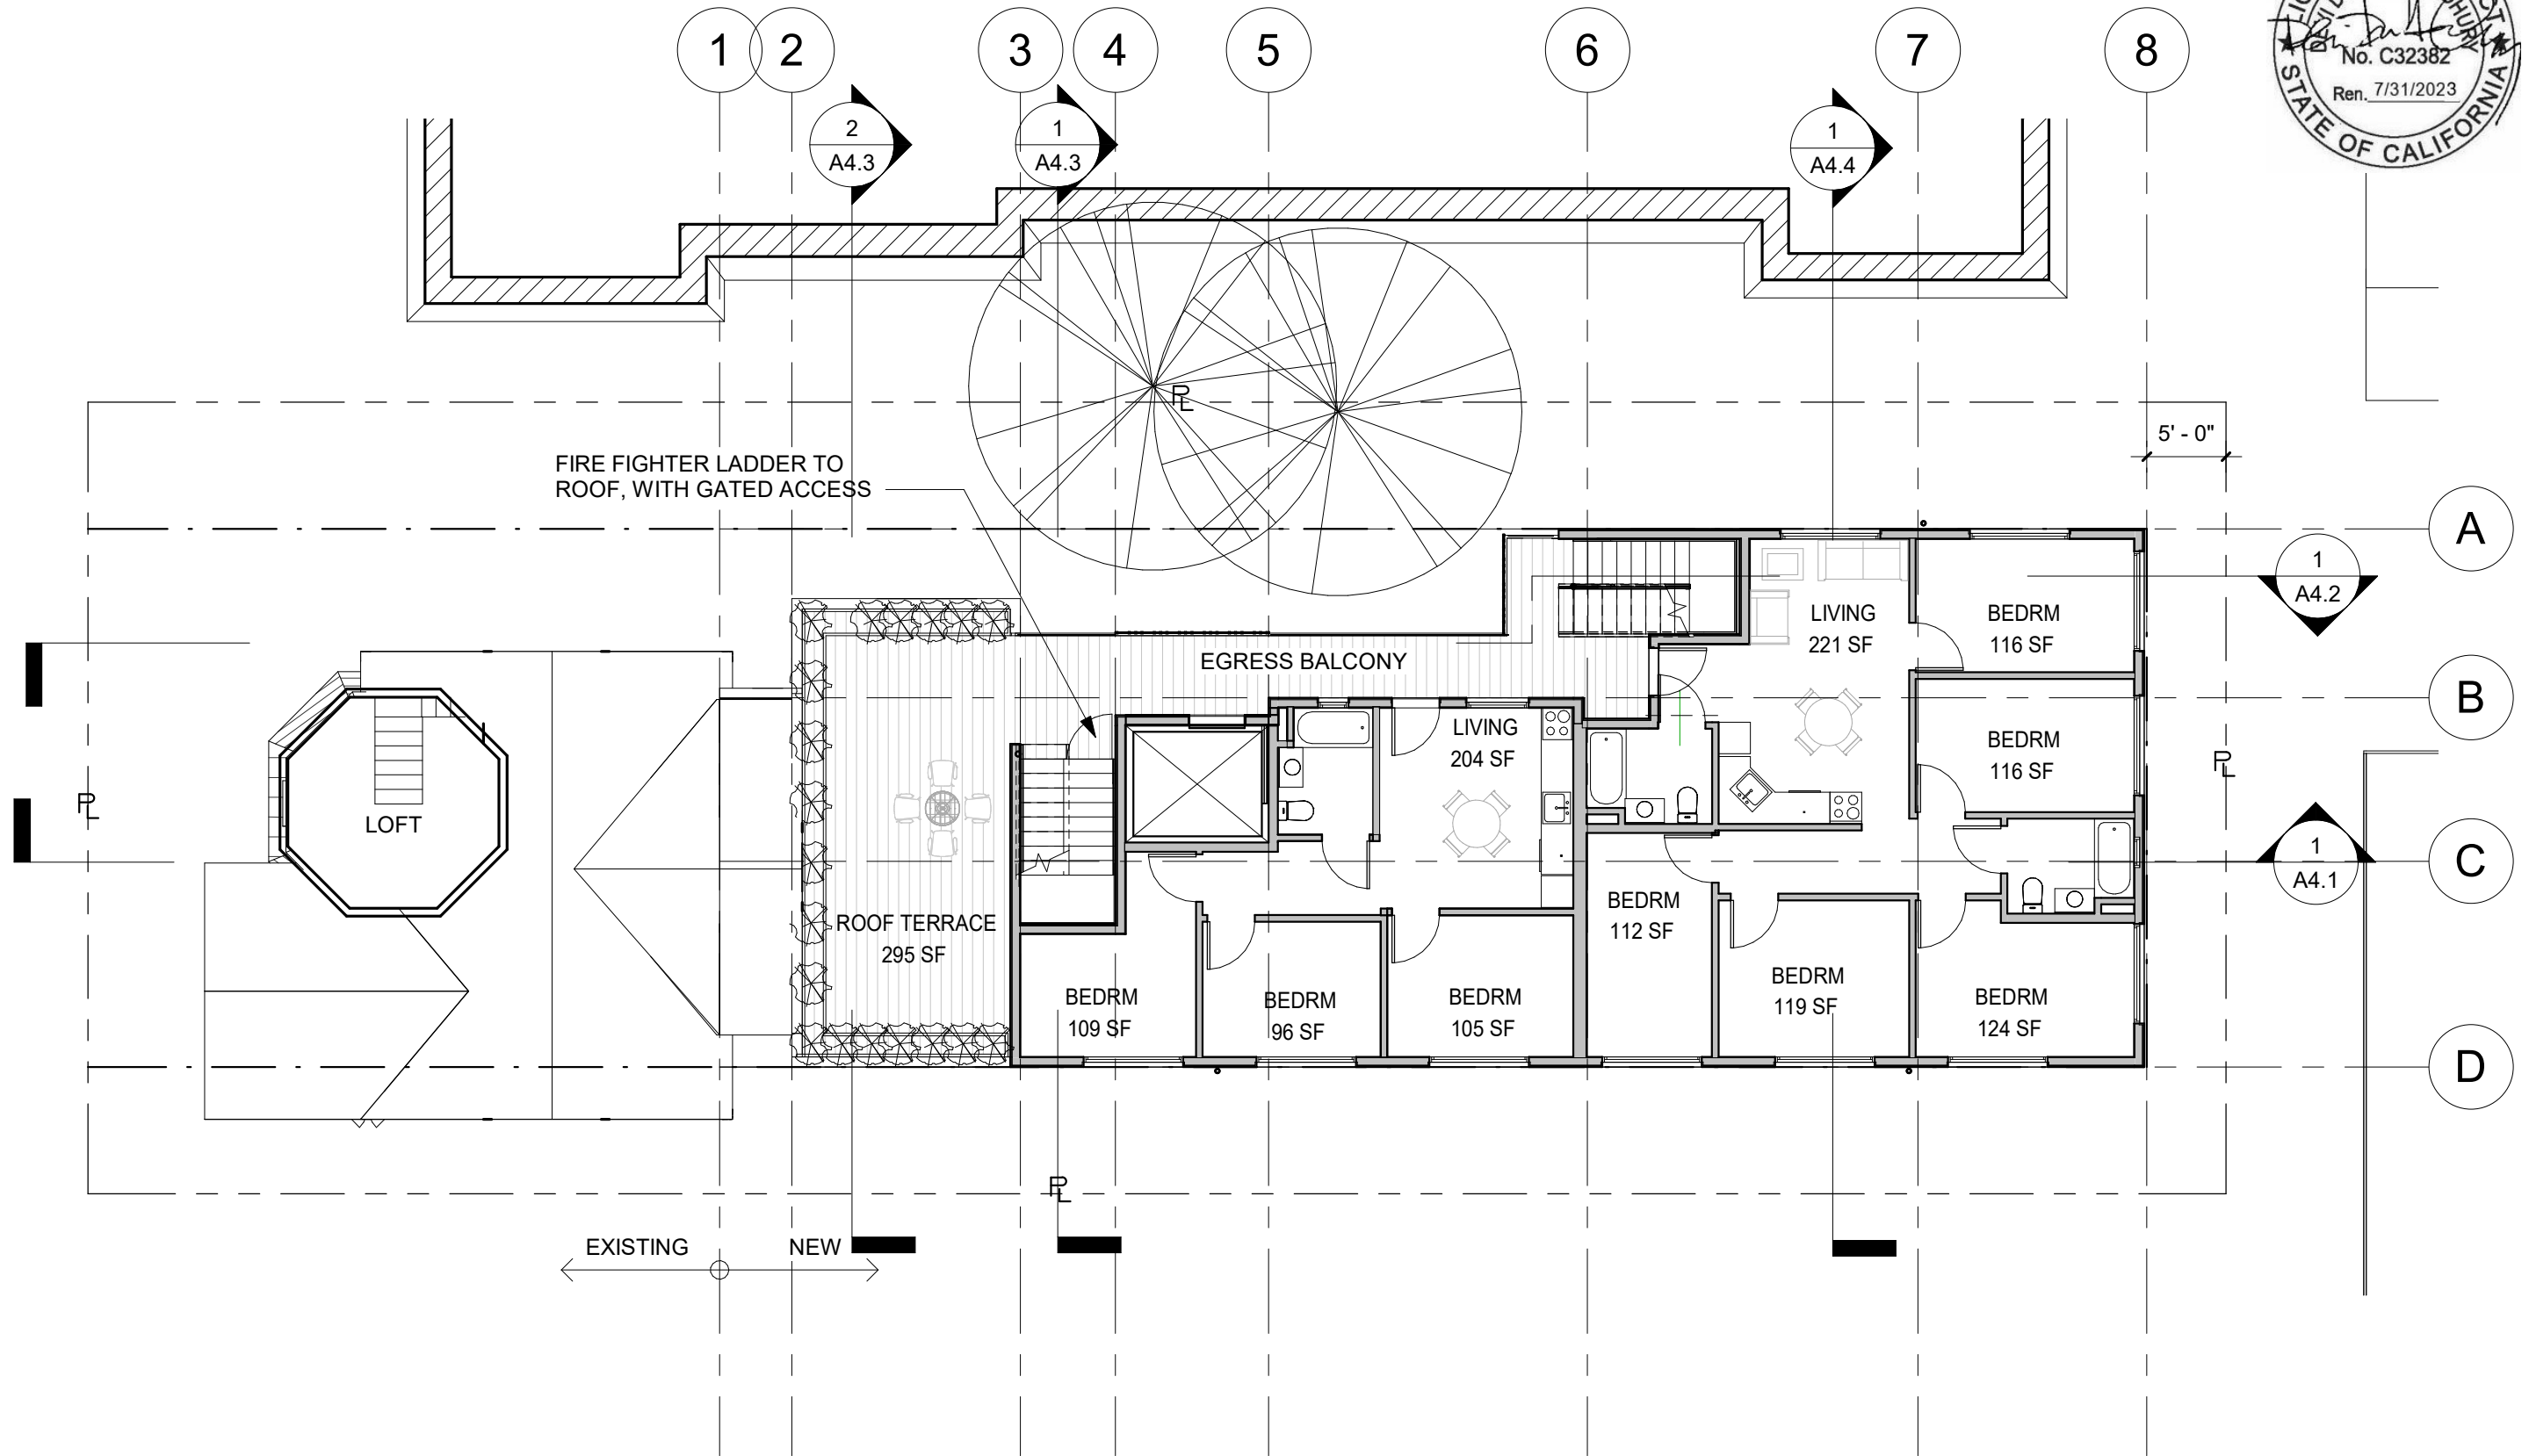 1
2
3
4
5
6
7
8
No. C32382
Ren. 7/31/2023
STATE OF CALIFORNIA
2
A4.3
1
A4.3
1
A4.4
PL
5' - 0"
FIRE FIGHTER LADDER TO
ROOF, WITH GATED ACCESS
A
1
A4.2
LIVING
221 SF
BEDRM
116 SF
EGRESS BALCONY
B
LIVING
204 SF
BEDRM
116 SF
PL
PL
LOFT
1
A4.1
C
ROOF TERRACE
295 SF
BEDRM
112 SF
BEDRM
109 SF
BEDRM
96 SF
BEDRM
105 SF
BEDRM
119 SF
BEDRM
124 SF
D
PL
EXISTING
NEW